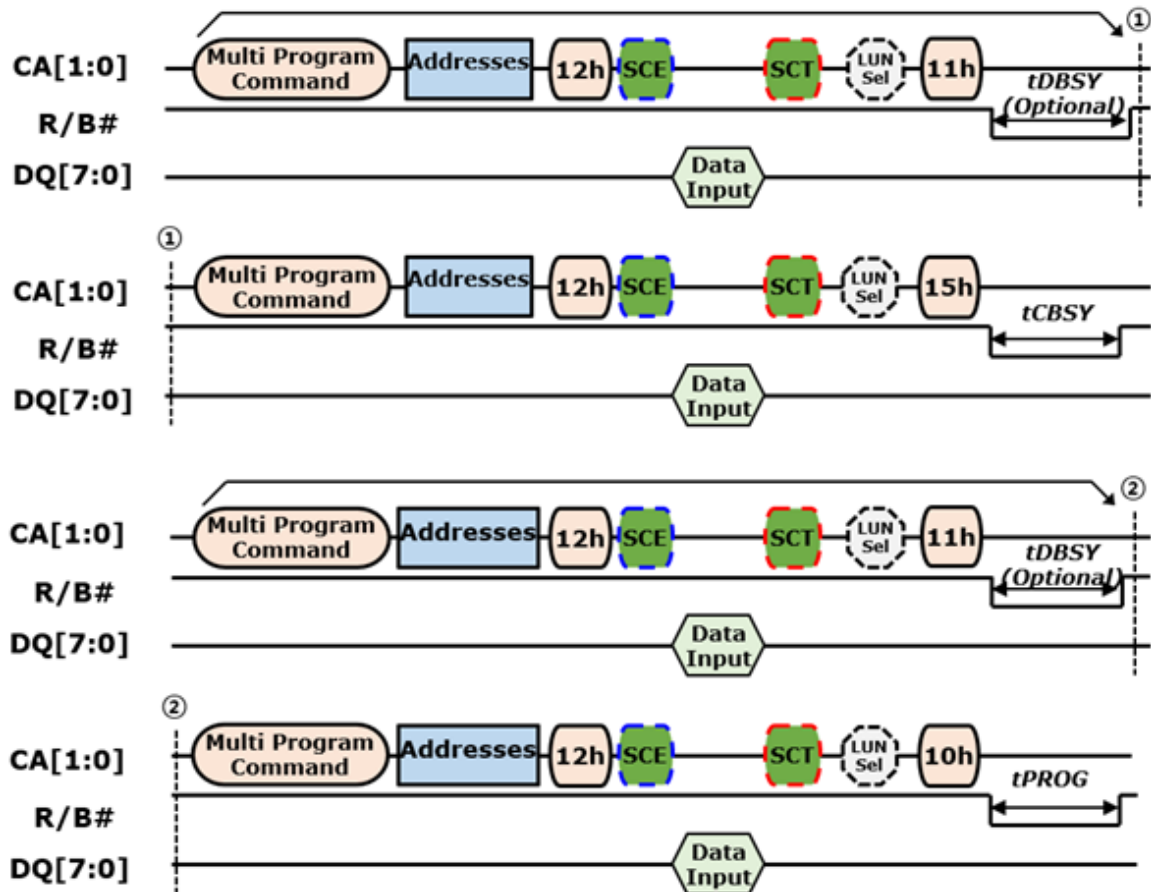 ①
CA[1:0] Multi Program Command Addresses 12h SCE SCT LUN Sel 11h
tDBSY (Optional)
R/B#
DQ[7:0] Data Input
①
CA[1:0] Multi Program Command Addresses 12h SCE SCT LUN Sel 15h
tCBSY
R/B#
DQ[7:0] Data Input
②
CA[1:0] Multi Program Command Addresses 12h SCE SCT LUN Sel 11h
tDBSY (Optional)
R/B#
DQ[7:0] Data Input
②
CA[1:0] Multi Program Command Addresses 12h SCE SCT LUN Sel 10h
tPROG
R/B#
DQ[7:0] Data Input